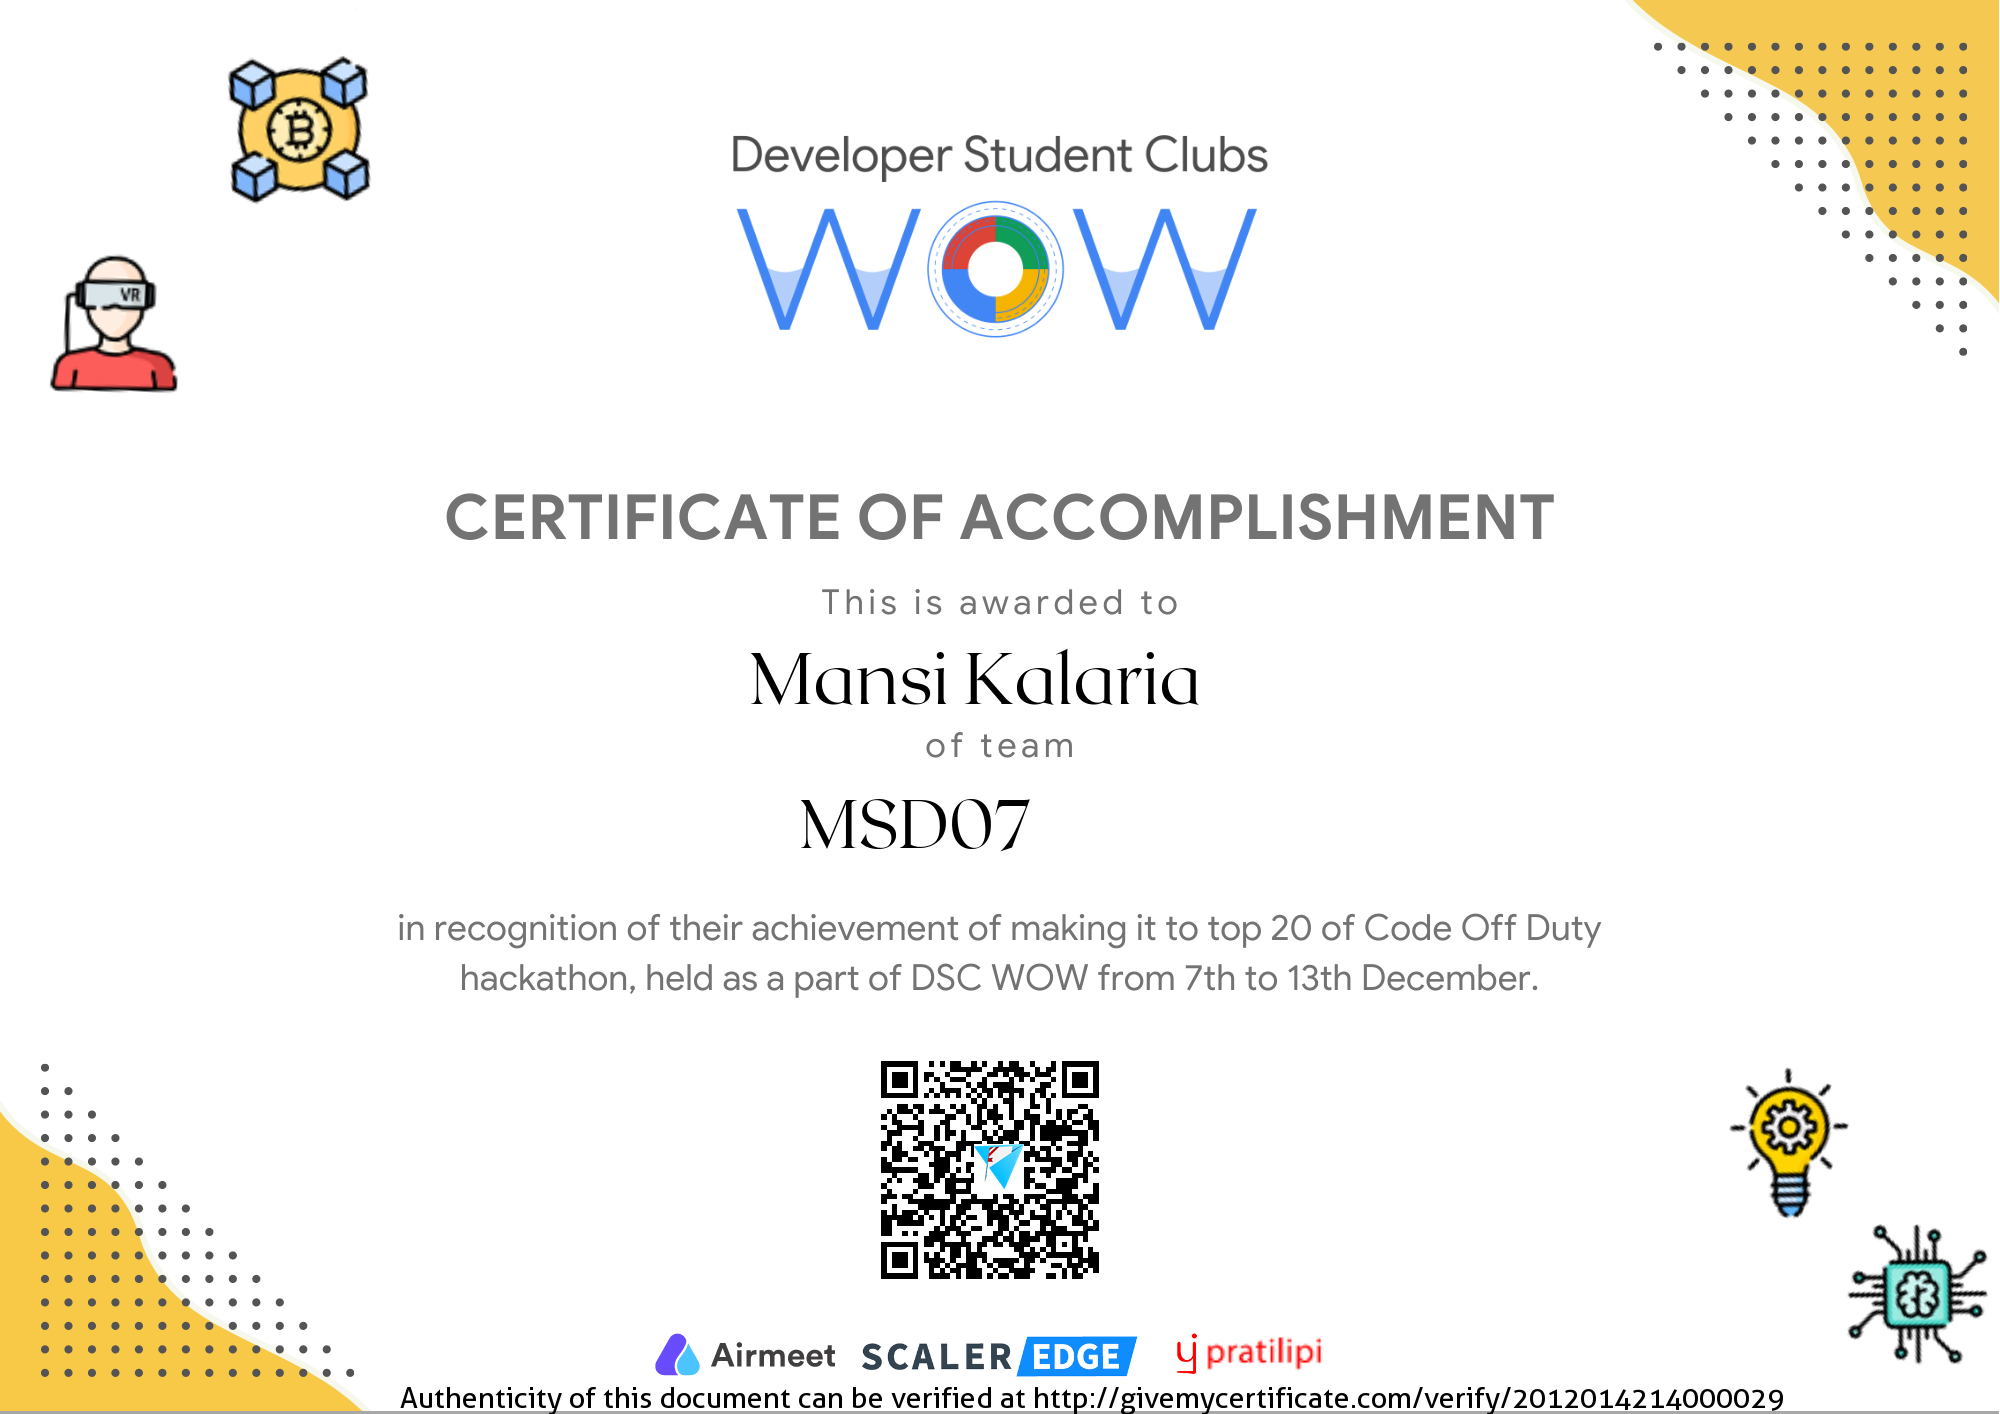 Developer Student Clubs
WOW
VR
CERTIFICATE OF ACCOMPLISHMENT
This is awarded to
Mansi Kalaria
of team
MSD07
in recognition of their achievement of making it to top 20 of Code Off Duty
hackathon, held as a part of DSC WOW from 7th to 13th December.
Airmeet SCALER EDGE pratilipi
Authenticity of this document can be verified at http://givemycertificate.com/verify/2012014214000029